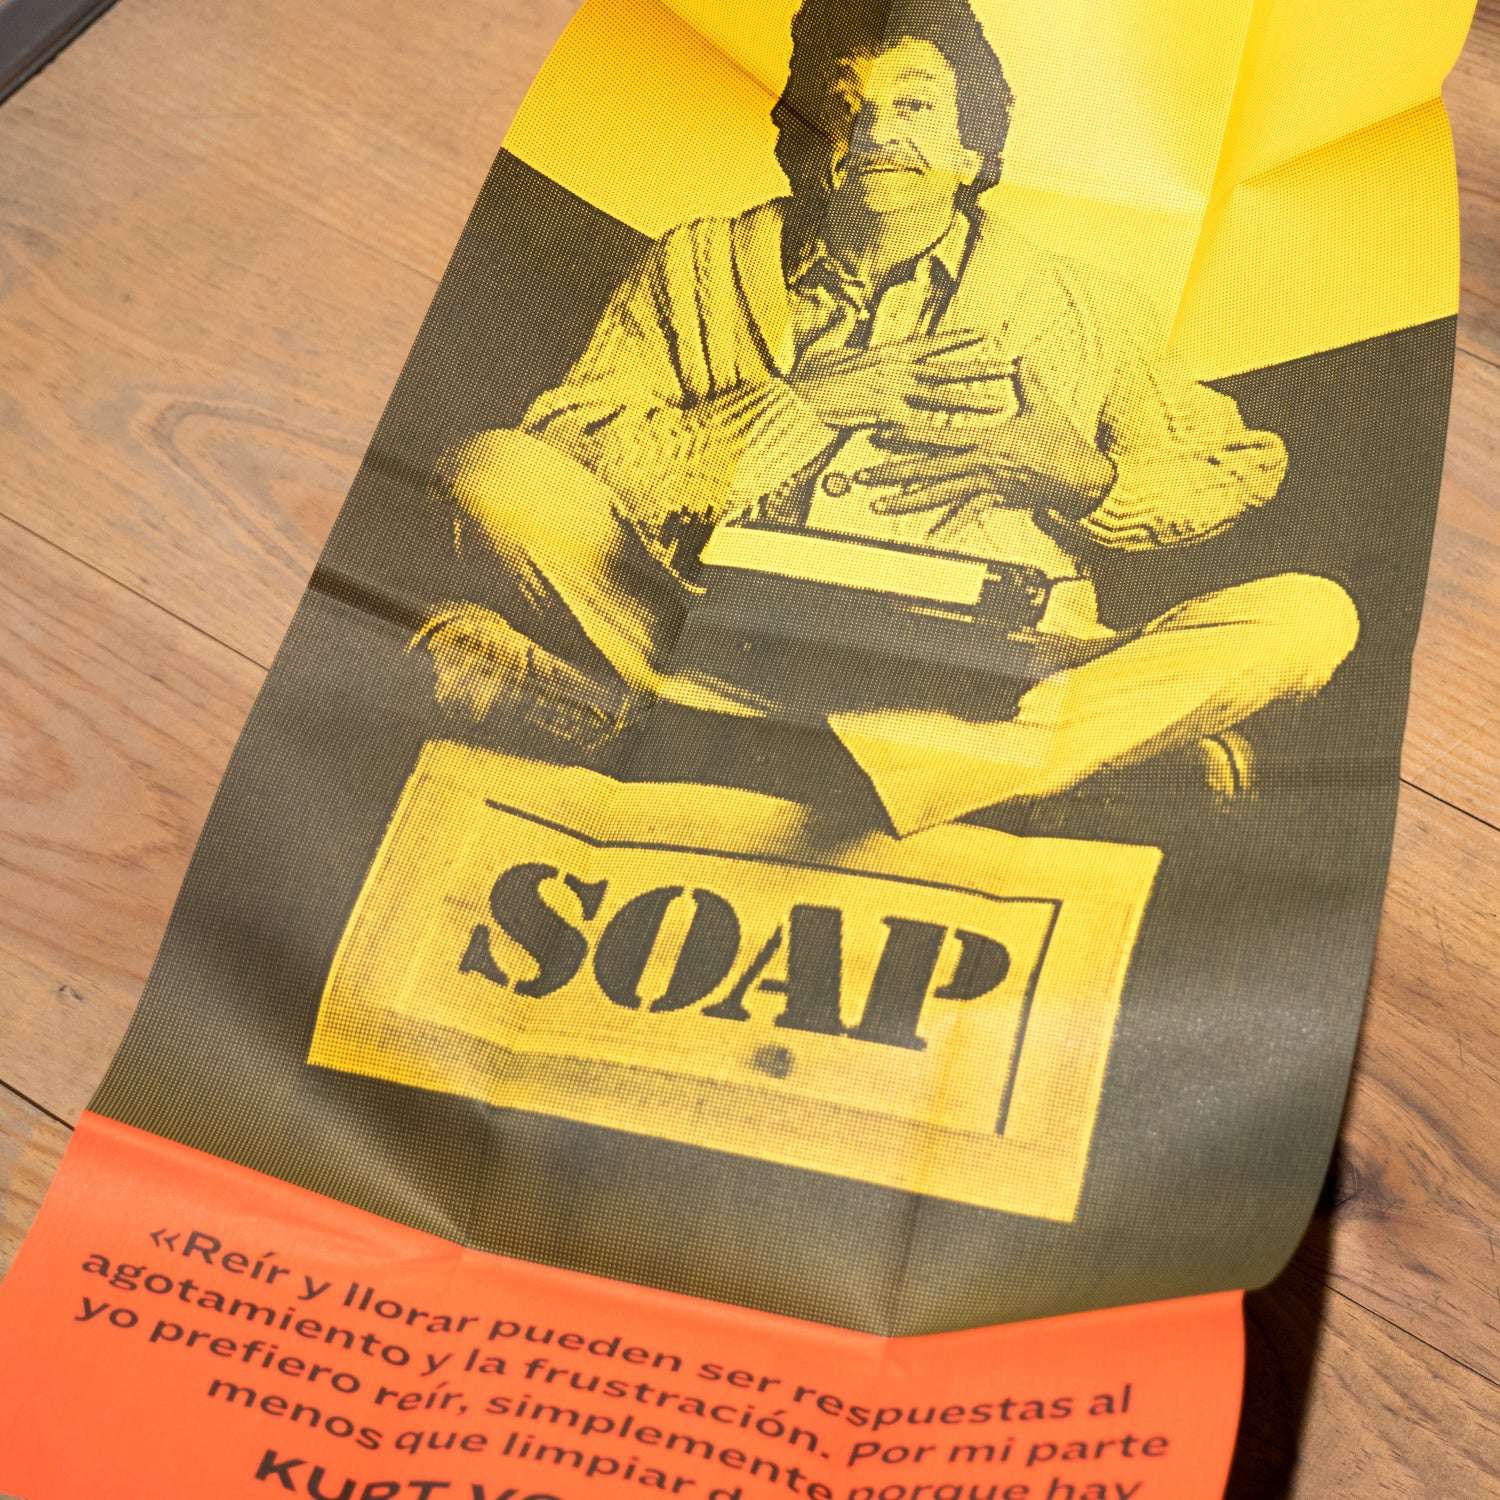 SOAP
«Reír y llorar pueden ser respuestas al
agotamiento y la frustración. Por mi parte
yo prefiero reír, simplemente porque hay
menos que limpiar
KURT